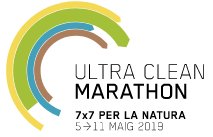 ULTRA CLEAN
MARATHON
7x7 PER LA NATURA
5→11 MAIG 2019